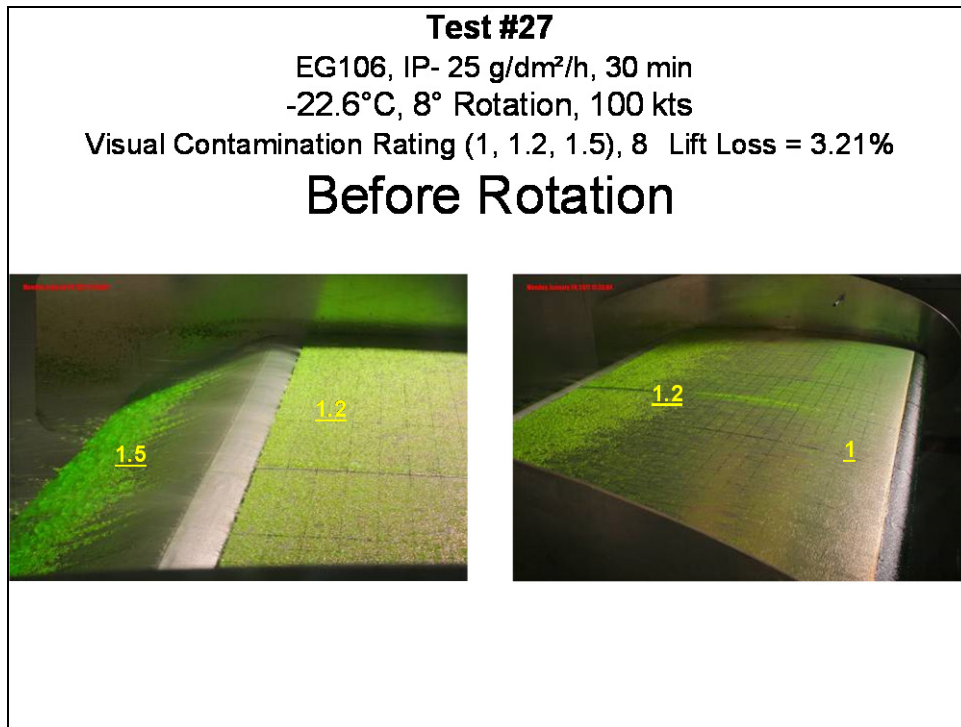 Test #27
EG106, IP- 25 g/dm²/h, 30 min
-22.6°C, 8° Rotation, 100 kts
Visual Contamination Rating (1, 1.2, 1.5), 8 Lift Loss = 3.21%
Before Rotation
1.5
1.2
1.2
1